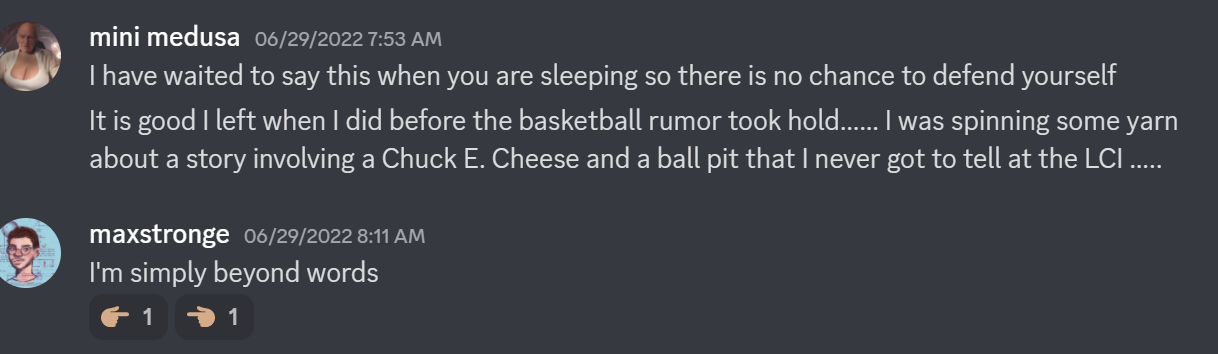 mini medusa 06/29/2022 7:53 AM
I have waited to say this when you are sleeping so there is no chance to defend yourself
It is good I left when I did before the basketball rumor took hold...... I was spinning some yarn
about a story involving a Chuck E. Cheese and a ball pit that I never got to tell at the LCI .....
maxstronge 06/29/2022 8:11 AM
I'm simply beyond words
1 1